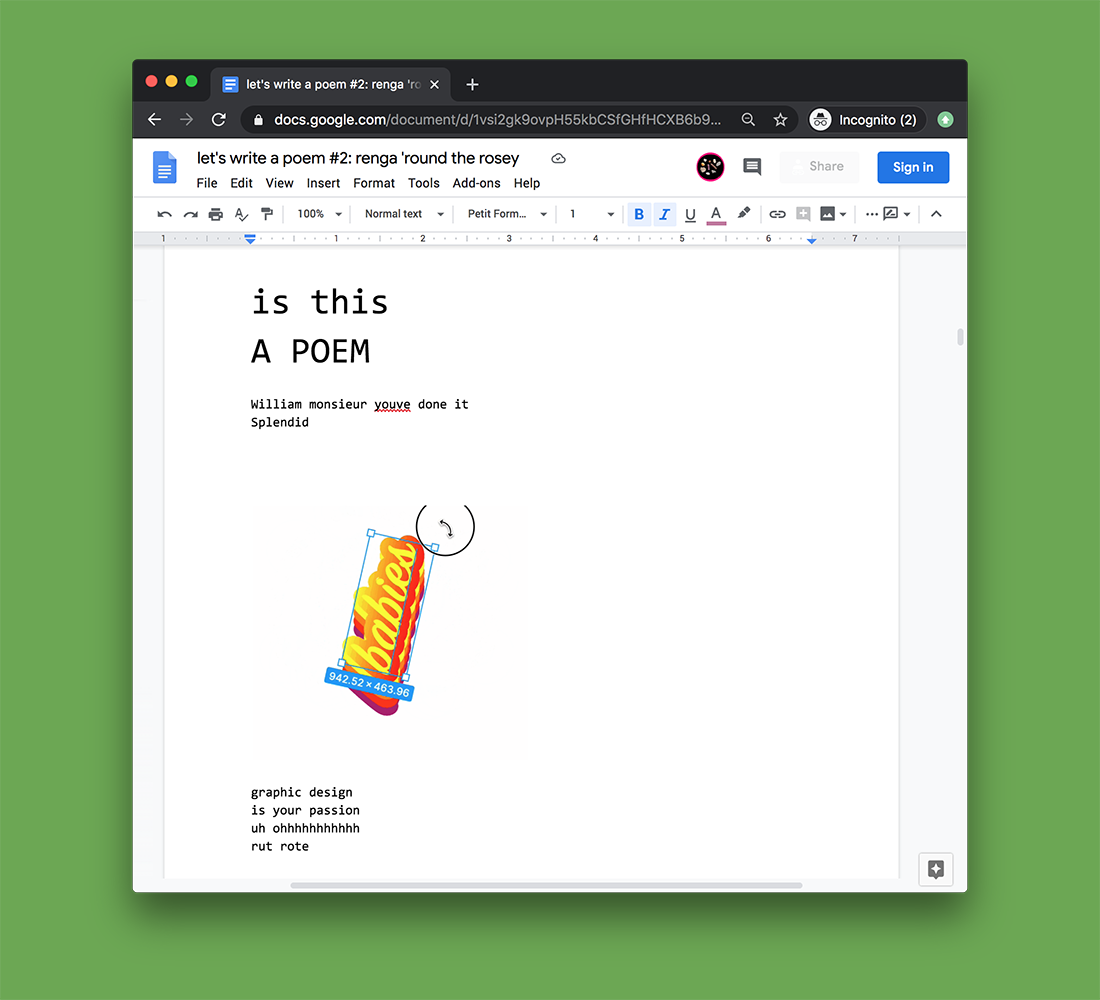 let's write a poem #2: renga 'ro
docs.google.com/document/d/1vsi2gk9ovpH55kbCSfGHfHCXB6b9...
Incognito (2)
let's write a poem #2: renga 'round the rosey
Share
Sign in
File Edit View Insert Format Tools Add-ons Help
100% Normal text Petit Form... 1 B I U A
1 1 2 3 4 5 6 7
is this
A POEM
William monsieur youve done it
Splendid
babies
942.52 × 463.96
graphic design
is your passion
uh ohhhhhhhhhhh
rut rote